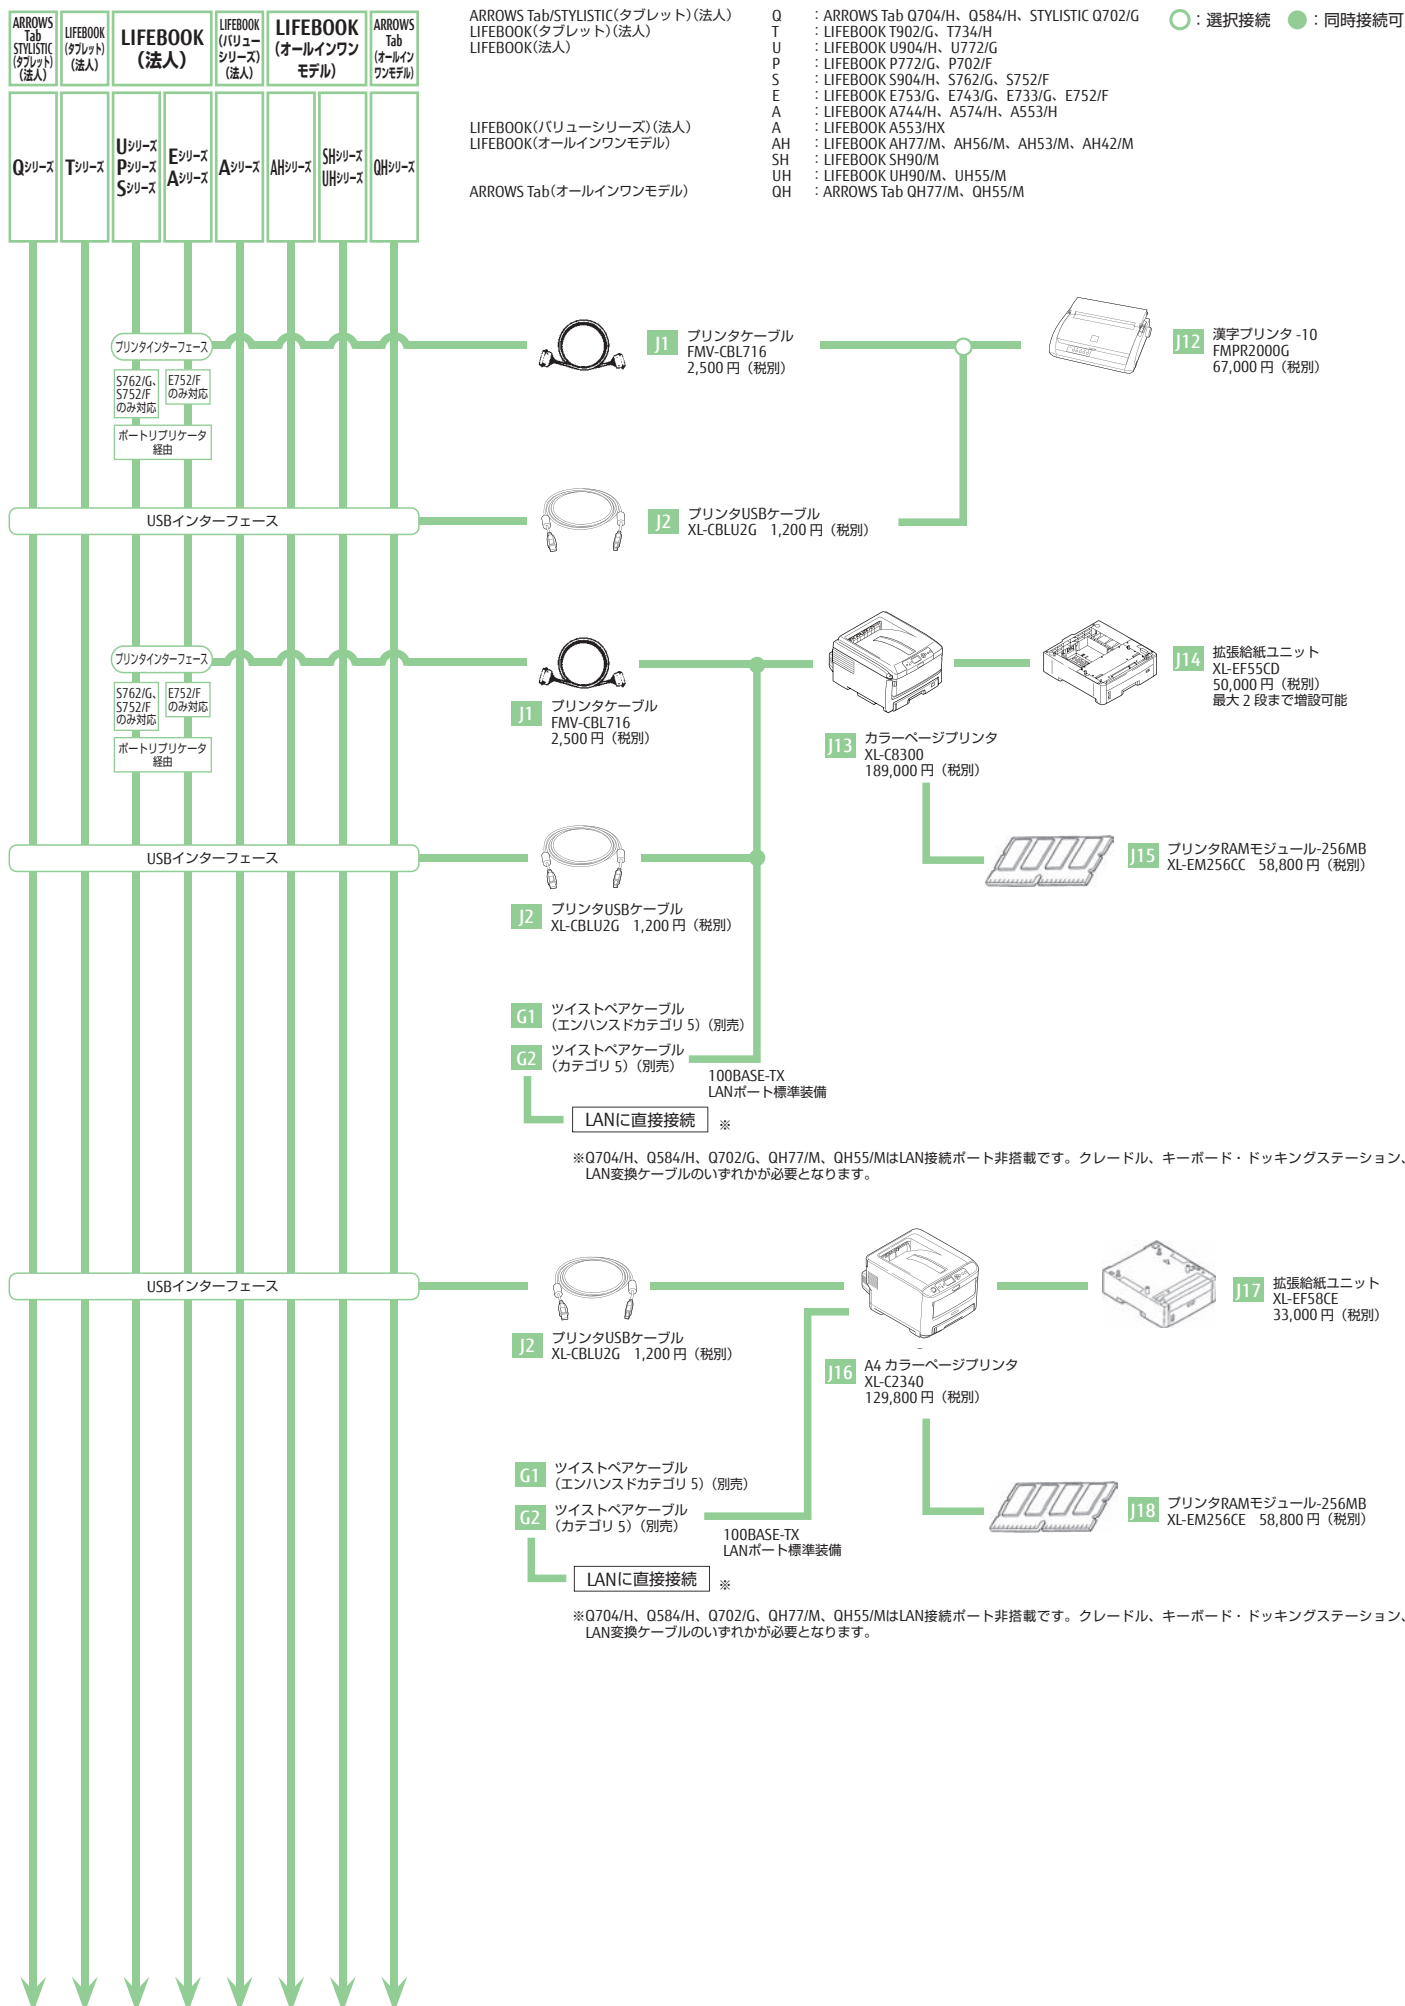 ARROWS
Tab
STYLISTIC
(タブレット)
(法人)
LIFEBOOK
(タブレット)
(法人)
LIFEBOOK
(法人)
LIFEBOOK
(バリュー
シリーズ)
(法人)
LIFEBOOK
(オールインワン
モデル)
ARROWS
Tab
(オールイン
ワンモデル)
Qシリーズ
Tシリーズ
Uシリーズ
Pシリーズ
Sシリーズ
Eシリーズ
Aシリーズ
Aシリーズ
AHシリーズ
SHシリーズ
UHシリーズ
QHシリーズ
ARROWS Tab/STYLISTIC(タブレット)(法人) Q :ARROWS Tab Q704/H、Q584/H、STYLISTIC Q702/G
LIFEBOOK(タブレット)(法人) T :LIFEBOOK T902/G、T734/H
LIFEBOOK(法人) U :LIFEBOOK U904/H、U772/G
P :LIFEBOOK P772/G、P702/F
S :LIFEBOOK S904/H、S762/G、S752/F
E :LIFEBOOK E753/G、E743/G、E733/G、E752/F
A :LIFEBOOK A744/H、A574/H、A553/H
LIFEBOOK(バリューシリーズ)(法人) A :LIFEBOOK A553/HX
LIFEBOOK(オールインワンモデル) AH :LIFEBOOK AH77/M、AH56/M、AH53/M、AH42/M
SH :LIFEBOOK SH90/M
UH :LIFEBOOK UH90/M、UH55/M
ARROWS Tab(オールインワンモデル) QH :ARROWS Tab QH77/M、QH55/M
○:選択接続 ●:同時接続可
プリンタインターフェース
S762/G、
S752/F
のみ対応
E752/F
のみ対応
ポートリプリケータ
経由
J1 プリンタケーブル
FMV-CBL716
2,500 円（税別）
J12 漢字プリンタ -10
FMPR2000G
67,000 円（税別）
USBインターフェース
J2 プリンタUSBケーブル
XL-CBLU2G 1,200 円（税別）
プリンタインターフェース
S762/G、
S752/F
のみ対応
E752/F
のみ対応
ポートリプリケータ
経由
J1 プリンタケーブル
FMV-CBL716
2,500 円（税別）
J13 カラーページプリンタ
XL-C8300
189,000 円（税別）
J14 拡張給紙ユニット
XL-EF55CD
50,000 円（税別）
最大 2 段まで増設可能
J15 プリンタRAMモジュール-256MB
XL-EM256CC 58,800 円（税別）
USBインターフェース
J2 プリンタUSBケーブル
XL-CBLU2G 1,200 円（税別）
G1 ツイストペアケーブル
（エンハンスドカテゴリ 5）（別売）
G2 ツイストペアケーブル
（カテゴリ 5）（別売）
100BASE-TX
LANポート標準装備
LANに直接接続 ※
※Q704/H、Q584/H、Q702/G、QH77/M、QH55/MはLAN接続ポート非搭載です。クレードル、キーボード・ドッキングステーション、
LAN変換ケーブルのいずれかが必要となります。
USBインターフェース
J2 プリンタUSBケーブル
XL-CBLU2G 1,200 円（税別）
J16 A4 カラーページプリンタ
XL-C2340
129,800 円（税別）
J17 拡張給紙ユニット
XL-EF58CE
33,000 円（税別）
G1 ツイストペアケーブル
（エンハンスドカテゴリ 5）（別売）
G2 ツイストペアケーブル
（カテゴリ 5）（別売）
100BASE-TX
LANポート標準装備
J18 プリンタRAMモジュール-256MB
XL-EM256CE 58,800 円（税別）
LANに直接接続 ※
※Q704/H、Q584/H、Q702/G、QH77/M、QH55/MはLAN接続ポート非搭載です。クレードル、キーボード・ドッキングステーション、
LAN変換ケーブルのいずれかが必要となります。